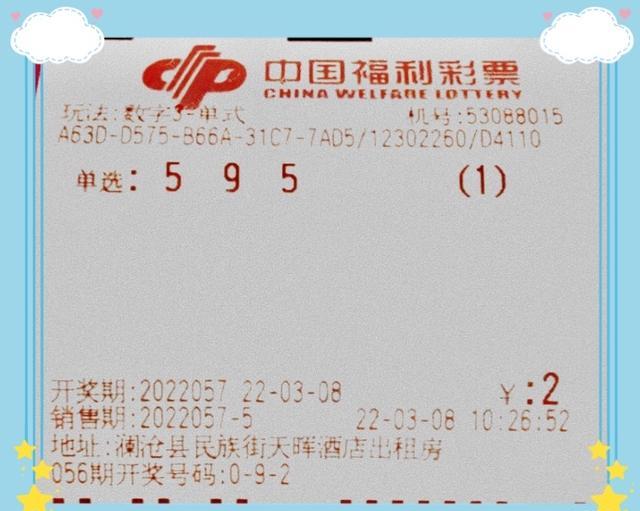 中国福利彩票
CHINA WELFARE LOTTERY
玩法:数字3-单式 机号:53088015
A63D-D575-B66A-31C7-7AD5/12302260/D4110
单选: 5 9 5 (1)
开奖期:2022057 22-03-08 ¥:2
销售期:2022057-5 22-03-08 10:26:52
地址:澜沧县民族街天晖酒店出租房
056期开奖号码:0-9-2